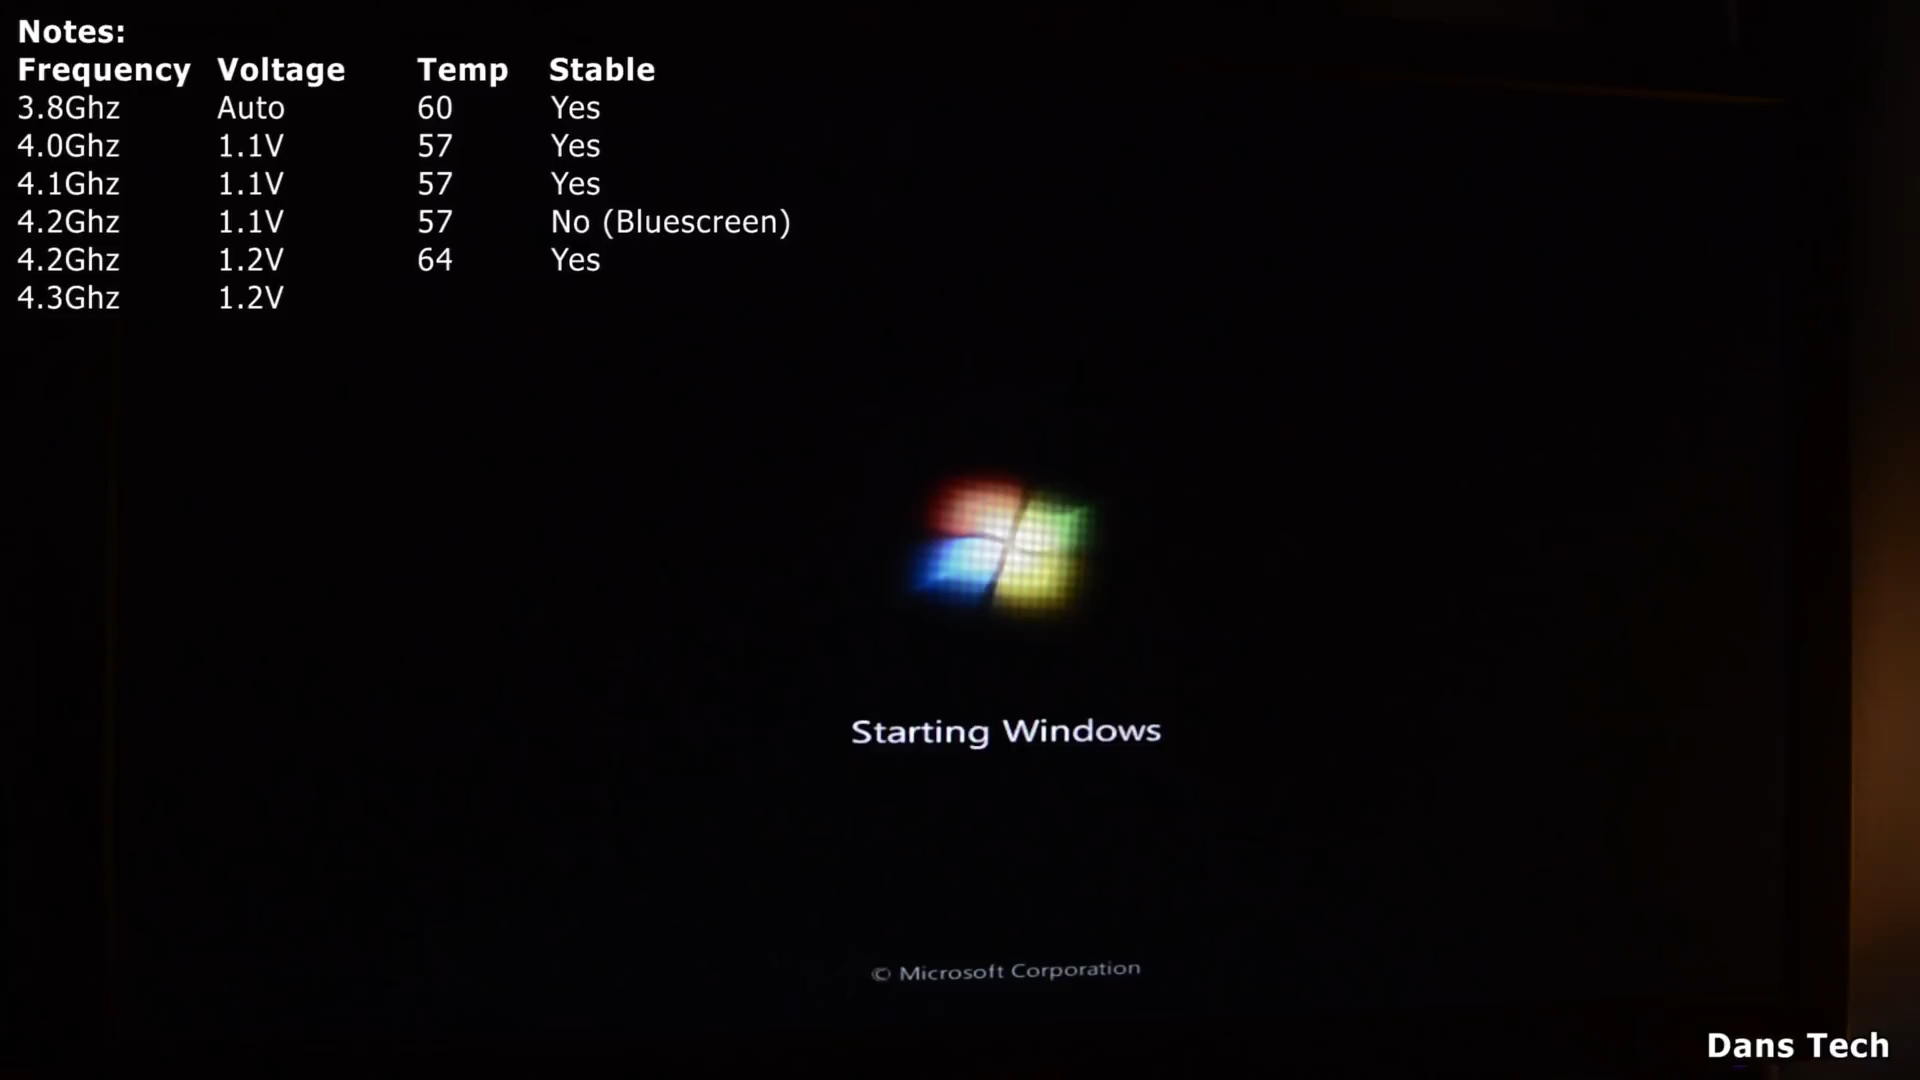 Notes:
Frequency Voltage Temp Stable
3.8Ghz Auto 60 Yes
4.0Ghz 1.1V 57 Yes
4.1Ghz 1.1V 57 Yes
4.2Ghz 1.1V 57 No (Bluescreen)
4.2Ghz 1.2V 64 Yes
4.3Ghz 1.2V
Starting Windows
© Microsoft Corporation
Dans Tech